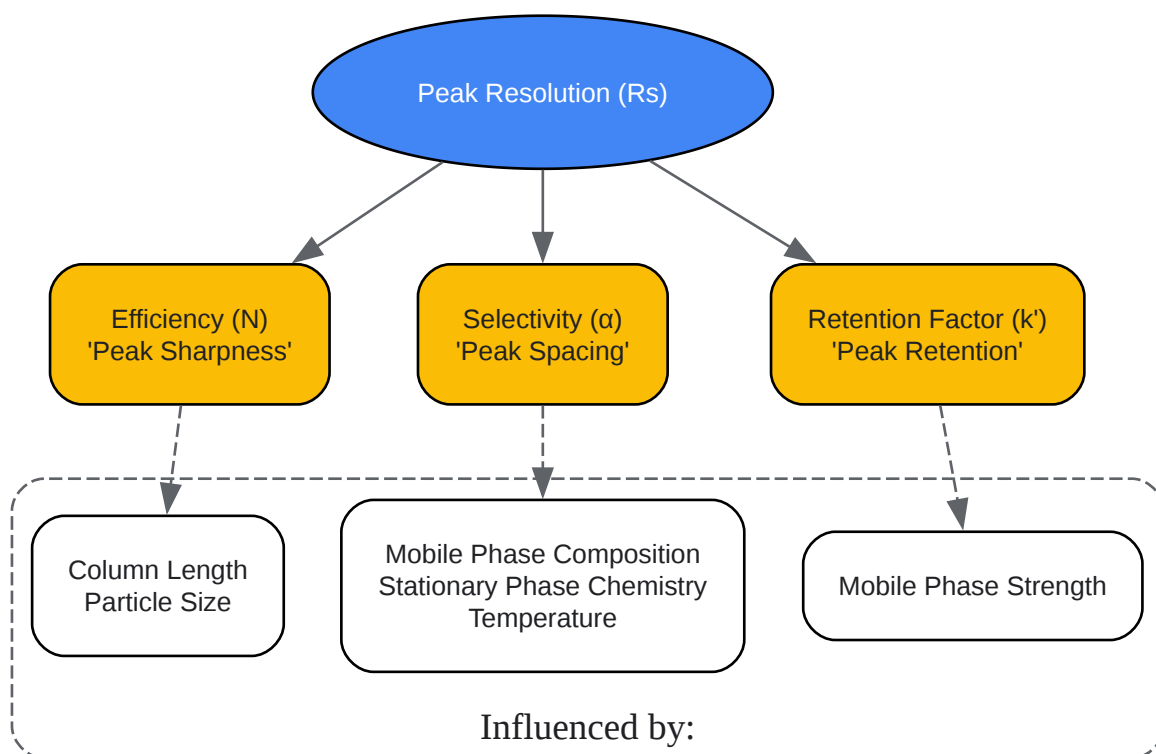 Peak Resolution (Rs)
Efficiency (N)
'Peak Sharpness'
Selectivity (α)
'Peak Spacing'
Retention Factor (k')
'Peak Retention'
Column Length
Particle Size
Mobile Phase Composition
Stationary Phase Chemistry
Temperature
Mobile Phase Strength
Influenced by: